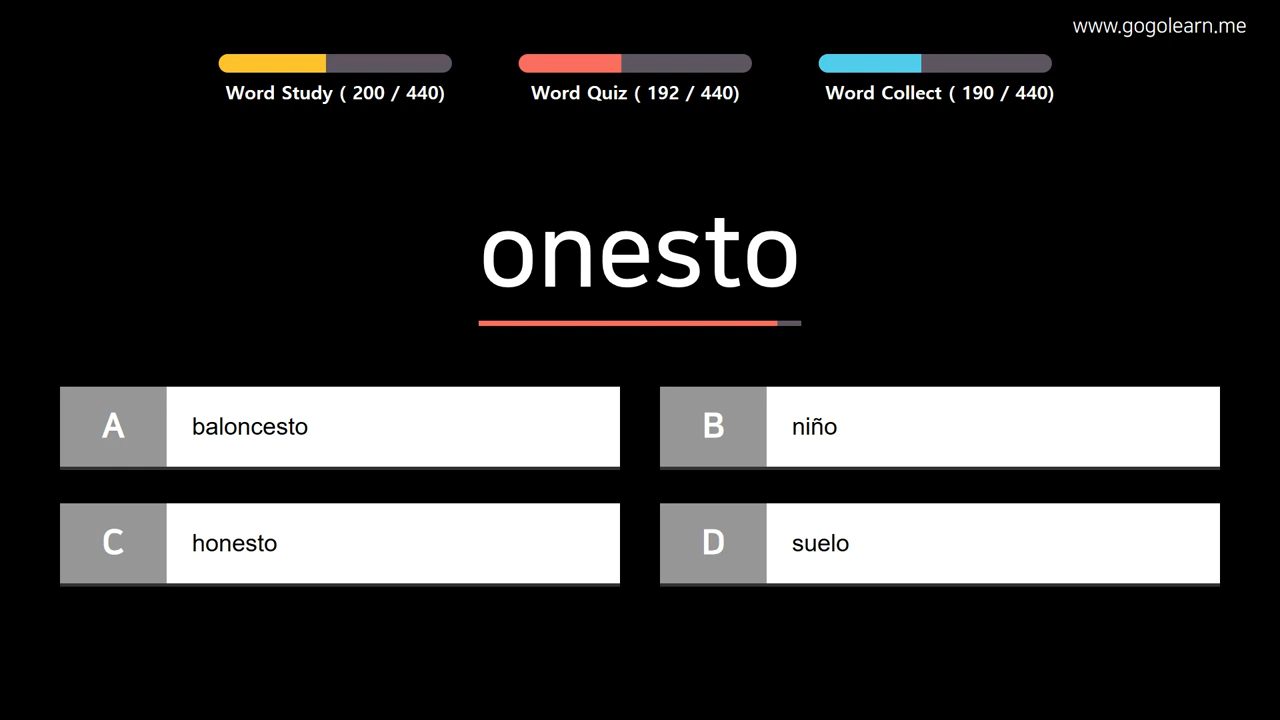 www.gogolearn.me
Word Study ( 200 / 440)
Word Quiz ( 192 / 440)
Word Collect ( 190 / 440)
onesto
A baloncesto
B niño
C honesto
D suelo